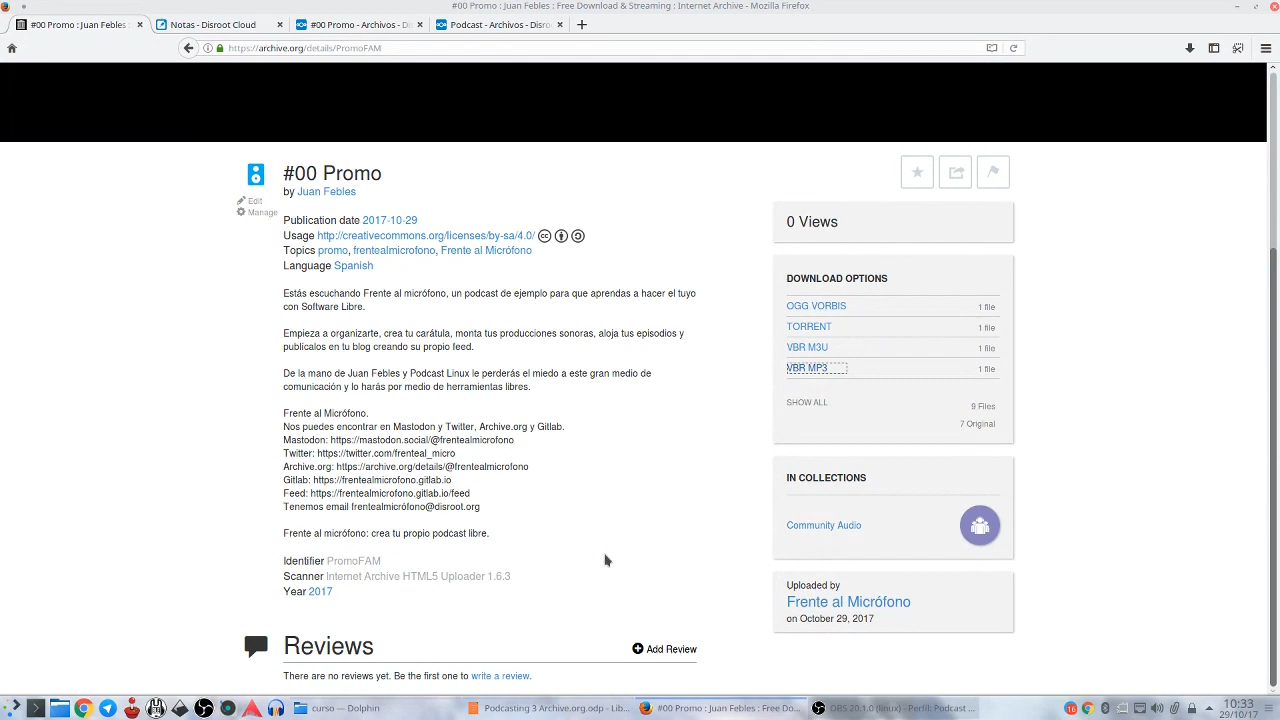 #00 Promo : Juan Febles : Free Download & Streaming : Internet Archive - Mozilla Firefox
#00 Promo : Juan Febles :
Notas - Disroot Cloud
#00 Promo - Archivos - Di
Podcast - Archivos - Disro
https://archive.org/details/PromoFAM
#00 Promo
by Juan Febles
Edit
Manage
Publication date 2017-10-29
Usage http://creativecommons.org/licenses/by-sa/4.0/
Topics promo, frentealmicrofono, Frente al Micrófono
Language Spanish
Estás escuchando Frente al micrófono, un podcast de ejemplo para que aprendas a hacer el tuyo
con Software Libre.
Empieza a organizarte, crea tu carátula, monta tus producciones sonoras, aloja tus episodios y
publícalos en tu blog creando su propio feed.
De la mano de Juan Febles y Podcast Linux le perderás el miedo a este gran medio de
comunicación y lo harás por medio de herramientas libres.
Frente al Micrófono.
Nos puedes encontrar en Mastodon y Twitter, Archive.org y Gitlab.
Mastodon: https://mastodon.social/@frentealmicrofono
Twitter: https://twitter.com/frenteal_micro
Archive.org: https://archive.org/details/@frentealmicrofono
Gitlab: https://frentealmicrofono.gitlab.io
Feed: https://frentealmicrofono.gitlab.io/feed
Tenemos email frentealmicrófono@disroot.org
Frente al micrófono: crea tu propio podcast libre.
Identifier PromoFAM
Scanner Internet Archive HTML5 Uploader 1.6.3
Year 2017
Reviews
Add Review
There are no reviews yet. Be the first one to write a review.
0 Views
DOWNLOAD OPTIONS
OGG VORBIS 1 file
TORRENT 1 file
VBR M3U 1 file
VBR MP3 1 file
SHOW ALL 9 Files
7 Original
IN COLLECTIONS
Community Audio
Uploaded by
Frente al Micrófono
on October 29, 2017
curso — Dolphin
Podcasting 3 Archive.org.odp - Lib...
#00 Promo : Juan Febles : Free Do...
OBS 20.1.0 (linux) - Perfil: Podcast ...
16
10:33
29/10/17